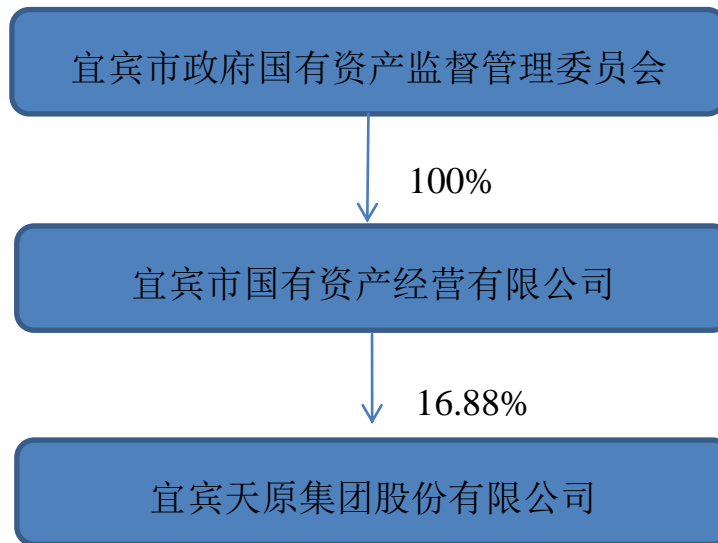 宜宾市政府国有资产监督管理委员会
100%
宜宾市国有资产经营有限公司
16.88%
宜宾天原集团股份有限公司